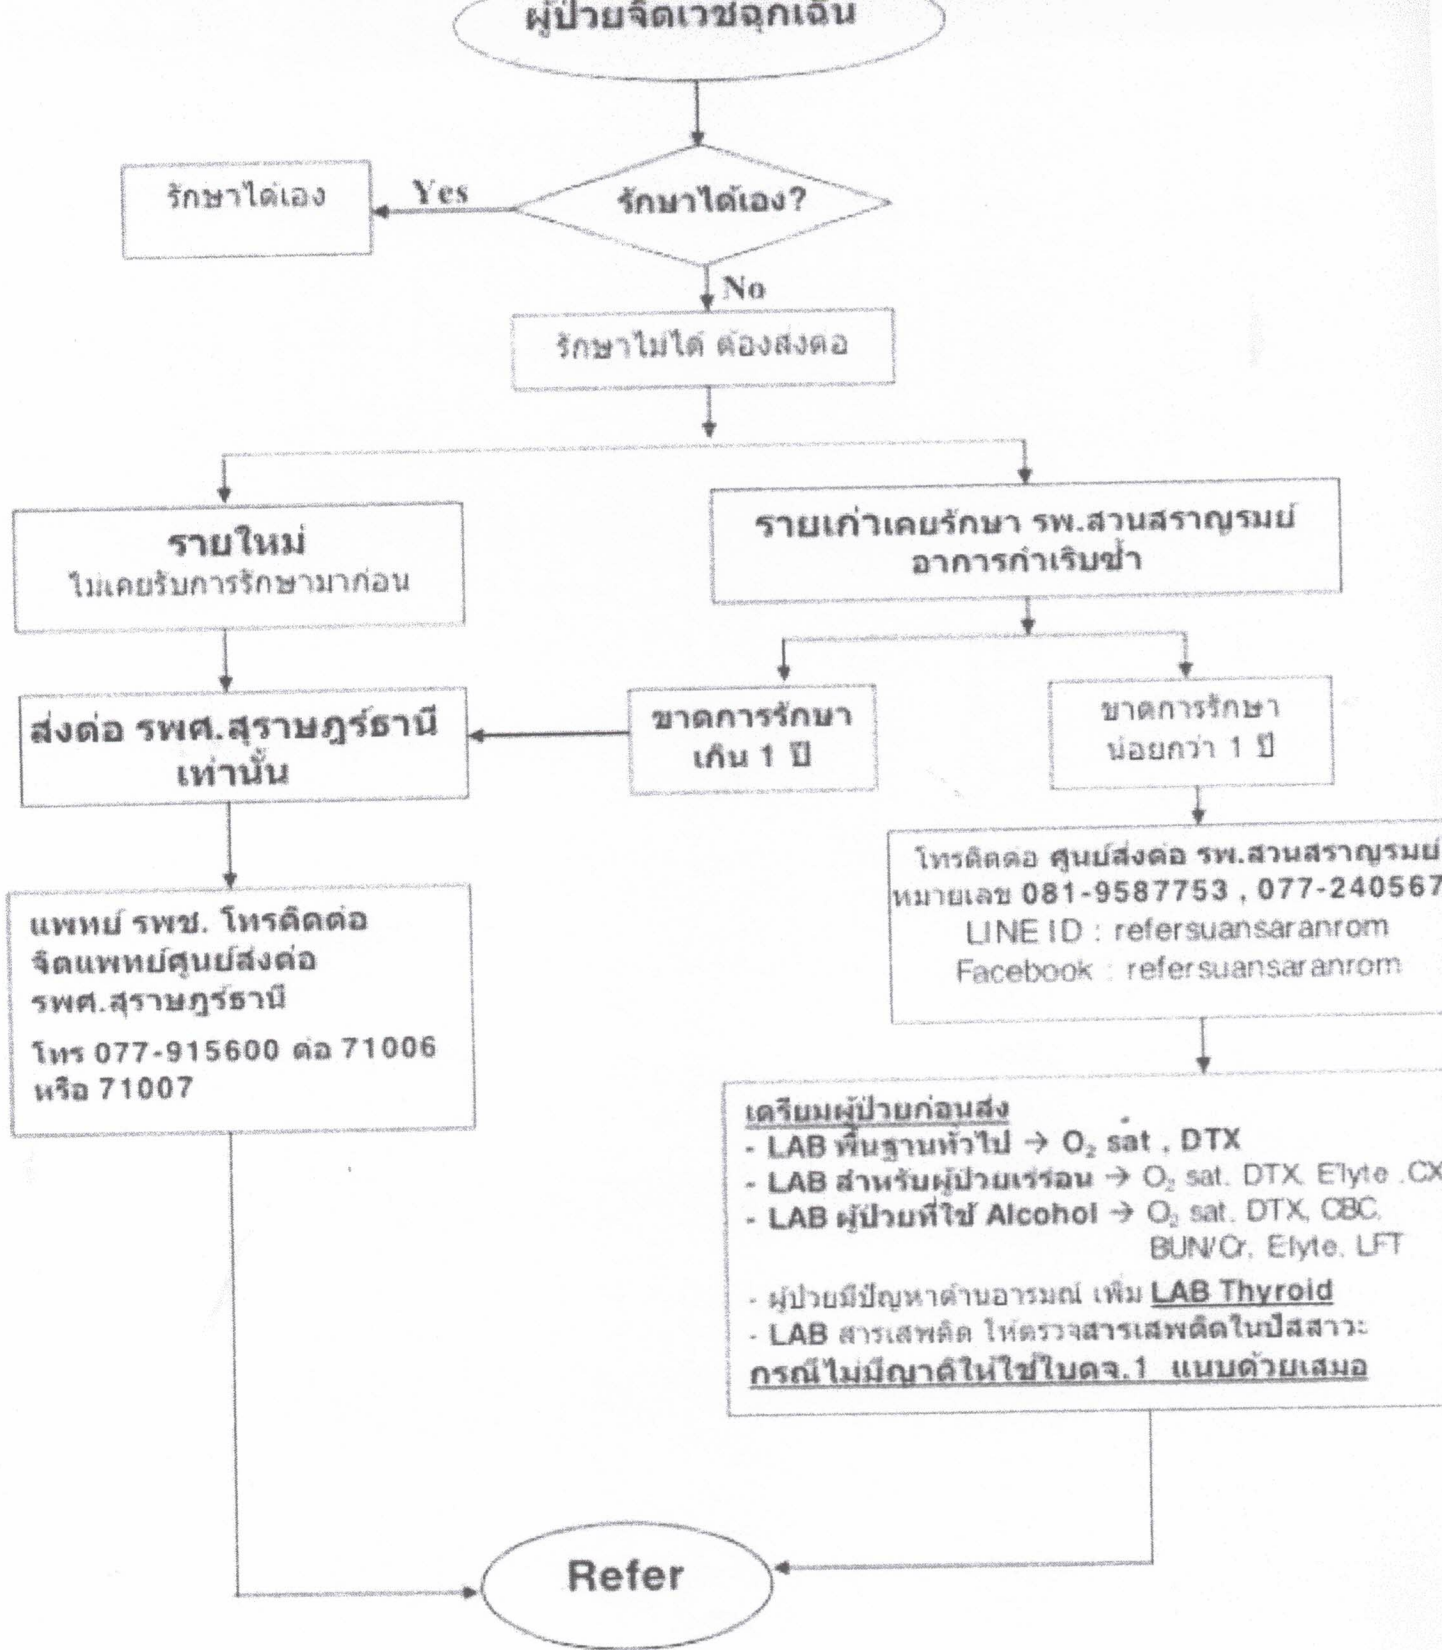 ผู้ป่วยจิตเวชฉุกเฉิน
รักษาได้เอง?
Yes
รักษาได้เอง
No
รักษาไม่ได้ ต้องส่งต่อ
รายใหม่
ไม่เคยรับการรักษามาก่อน
รายเก่าเคยรักษา รพ.สวนสราญรมย์
อาการกำเริบซ้ำ
ส่งต่อ รพศ.สุราษฎร์ธานี
เท่านั้น
ขาดการรักษา
เกิน 1 ปี
ขาดการรักษา
น้อยกว่า 1 ปี
แพทย์ รพช. โทรติดต่อ
จิตแพทย์ศูนย์ส่งต่อ
รพศ.สุราษฎร์ธานี
โทร 077-915600 ต่อ 71006
หรือ 71007
โทรติดต่อ ศูนย์ส่งต่อ รพ.สวนสราญรมย์
หมายเลข 081-9587753 , 077-240567
LINE ID : refersuansaranrom
Facebook : refersuansaranrom
เตรียมผู้ป่วยก่อนส่ง
- LAB พื้นฐานทั่วไป → O₂ sat , DTX
- LAB สำหรับผู้ป่วยเร่ร่อน → O₂ sat. DTX. E'lyte .CX
- LAB ผู้ป่วยที่ใช้ Alcohol → O₂ sat. DTX, CBC,
BUN/Cr, E'lyte. LFT
- ผู้ป่วยมีปัญหาด้านอารมณ์ เพิ่ม LAB Thyroid
- LAB สารเสพติด ให้ตรวจสารเสพติดในปัสสาวะ
กรณีไม่มีญาติให้ใช้ใบตจ.1 แนบด้วยเสมอ
Refer